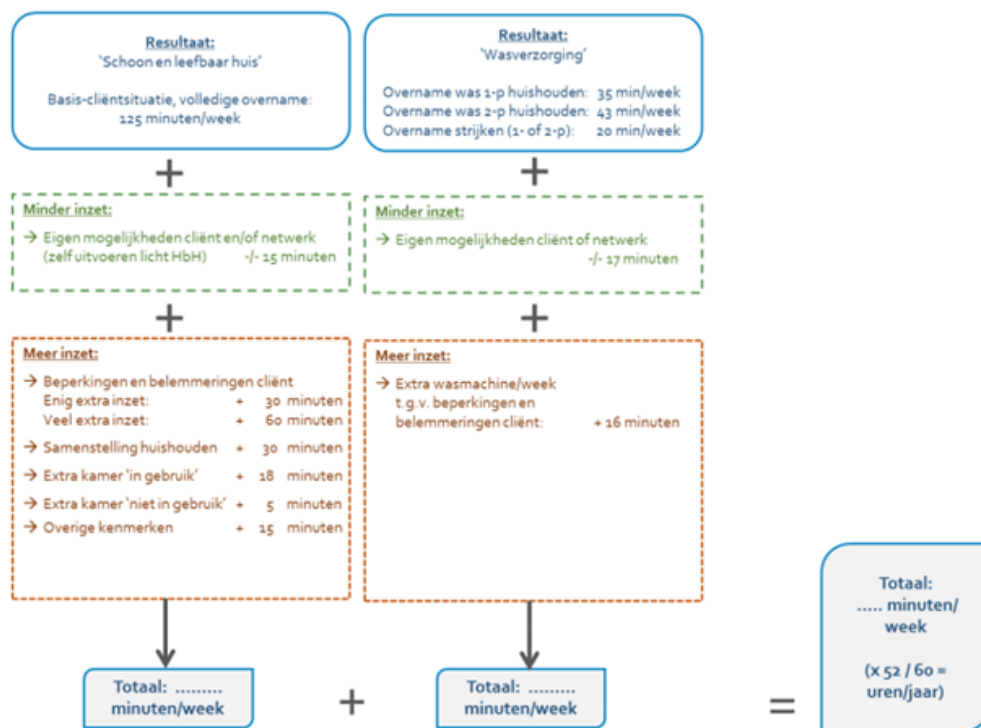 Resultaat:
'Schoon en leefbaar huis'
Basis-cliëntsituatie, volledige overname:
125 minuten/week
+
Minder inzet:
→ Eigen mogelijkheden cliënt en/of netwerk
(zelf uitvoeren licht HbH) -/- 15 minuten
+
Meer inzet:
→ Beperkingen en belemmeringen cliënt
Enig extra inzet: + 30 minuten
Veel extra inzet: + 60 minuten
→ Samenstelling huishouden + 30 minuten
→ Extra kamer 'in gebruik' + 18 minuten
→ Extra kamer 'niet in gebruik' + 5 minuten
→ Overige kenmerken + 15 minuten
Totaal: .........
minuten/week
+
Resultaat:
'Wasverzorging'
Overname was 1-p huishouden: 35 min/week
Overname was 2-p huishouden: 43 min/week
Overname strijken (1- of 2-p): 20 min/week
+
Minder inzet:
→ Eigen mogelijkheden cliënt of netwerk
-/- 17 minuten
+
Meer inzet:
→ Extra wasmachine/week
t.g.v. beperkingen en
belemmeringen cliënt: + 16 minuten
Totaal: .........
minuten/week
=
Totaal:
..... minuten/
week
(x 52 / 60 =
uren/jaar)